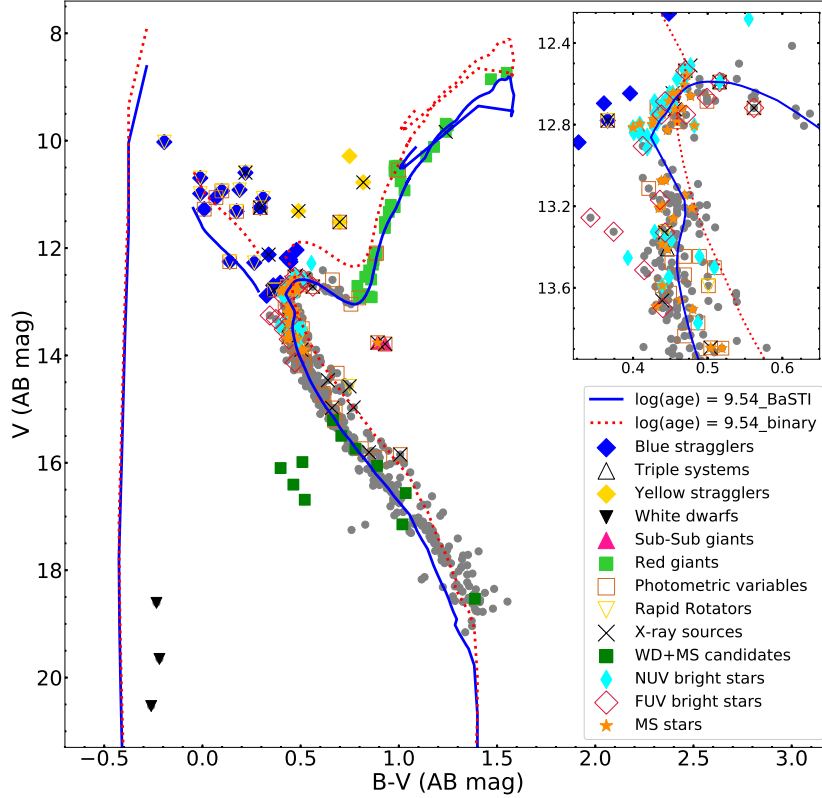 8
10
12
14
16
18
20
V (AB mag)
−0.5
0.0
0.5
1.0
1.5
2.0
2.5
3.0
B-V (AB mag)
12.4
12.8
13.2
13.6
0.4
0.5
0.6
log(age) = 9.54_BaSTI
log(age) = 9.54_binary
Blue stragglers
Triple systems
Yellow stragglers
White dwarfs
Sub-Sub giants
Red giants
Photometric variables
Rapid Rotators
X-ray sources
WD+MS candidates
NUV bright stars
FUV bright stars
MS stars